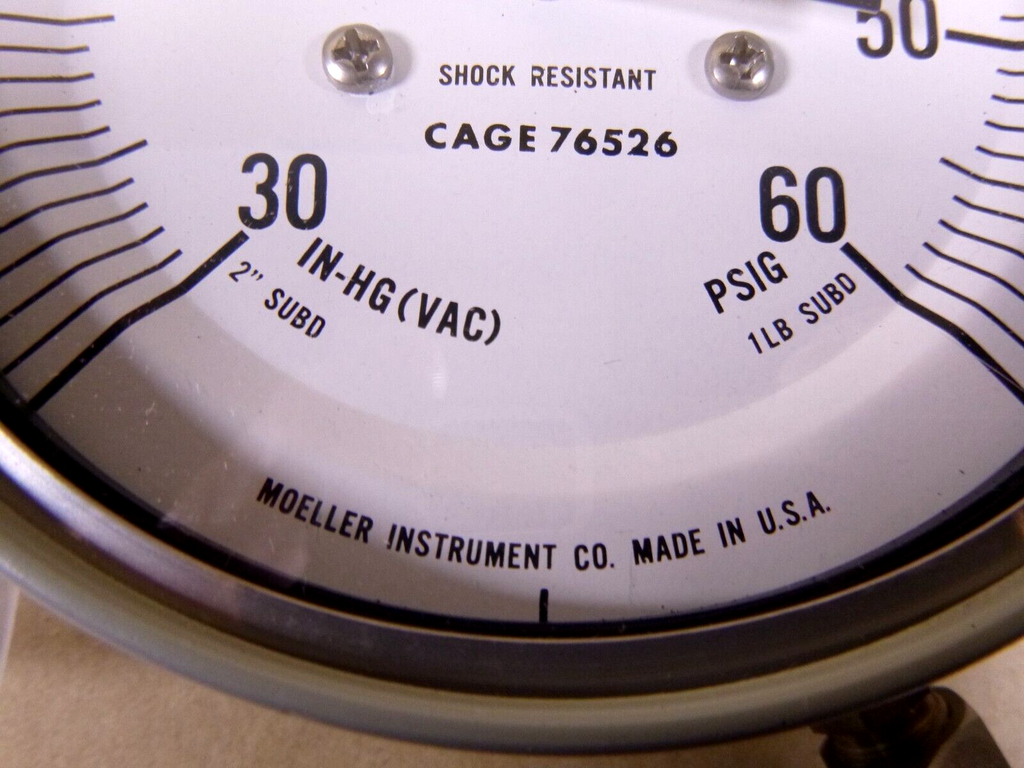 50
SHOCK RESISTANT
CAGE 76526
30
60
IN-HG(VAC)
2" SUBD
PSIG
1LB SUBD
MOELLER INSTRUMENT CO. MADE IN U.S.A.